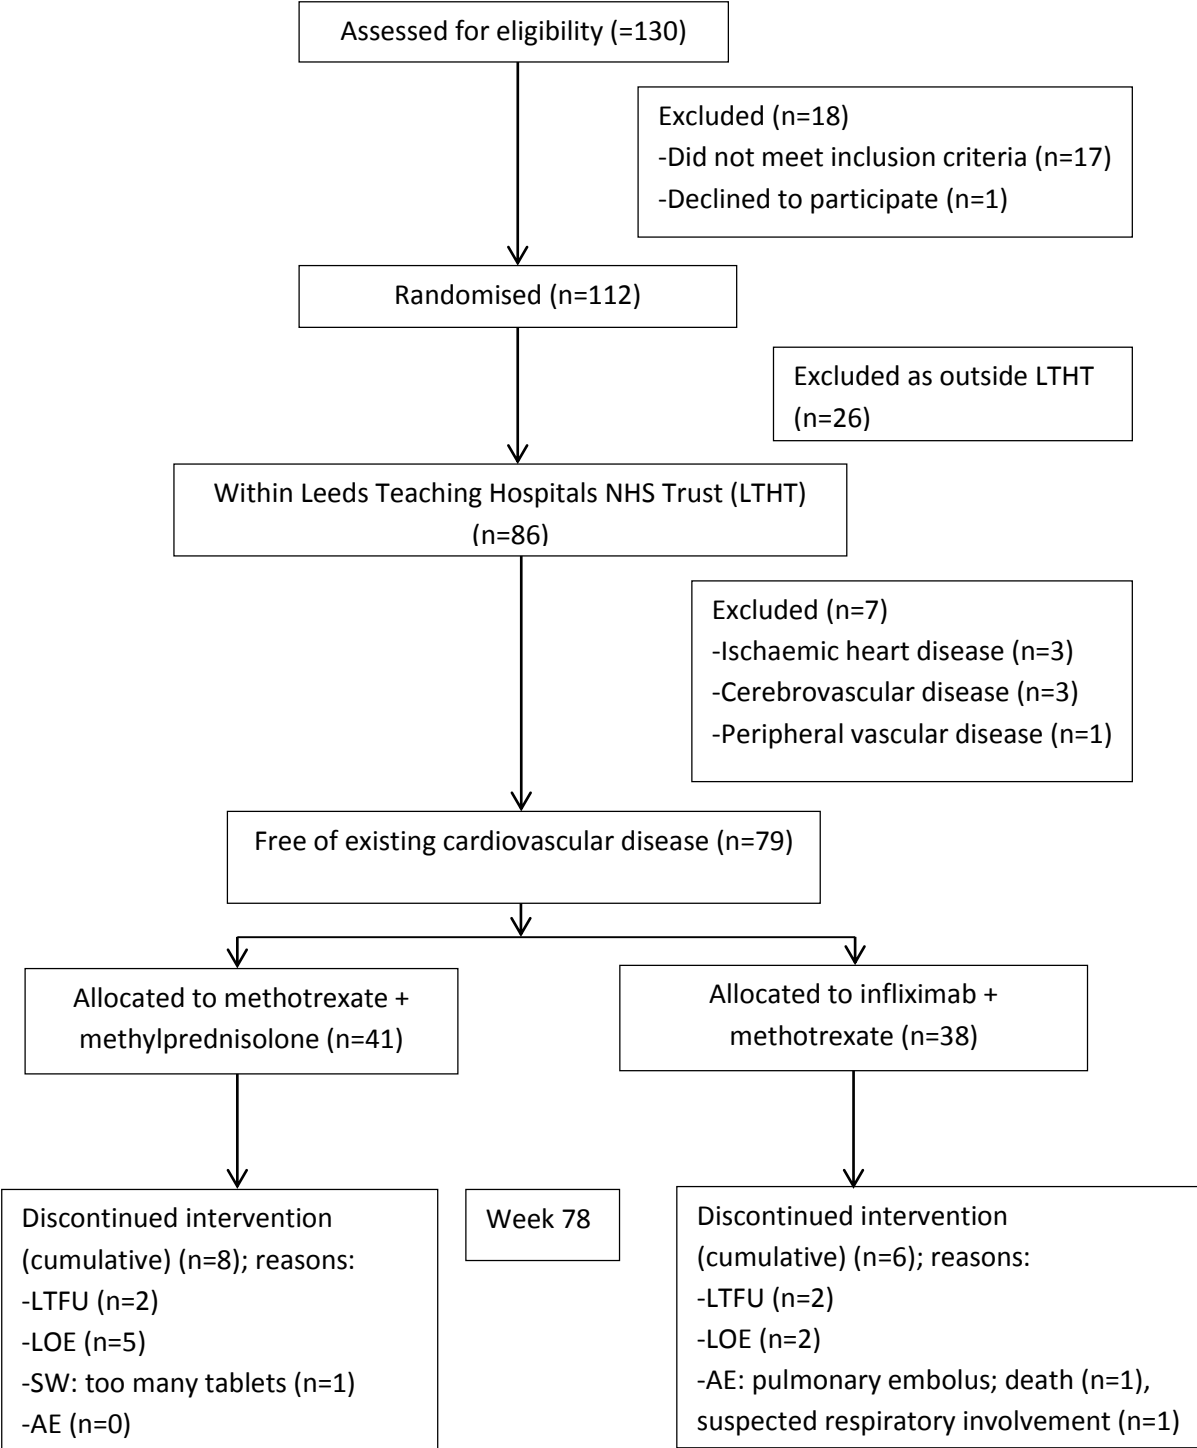 Assessed for eligibility (=130)
Excluded (n=18)
-Did not meet inclusion criteria (n=17)
-Declined to participate (n=1)
Randomised (n=112)
Excluded as outside LTHT
(n=26)
Within Leeds Teaching Hospitals NHS Trust (LTHT)
(n=86)
Excluded (n=7)
-Ischaemic heart disease (n=3)
-Cerebrovascular disease (n=3)
-Peripheral vascular disease (n=1)
Free of existing cardiovascular disease (n=79)
Allocated to methotrexate +
methylprednisolone (n=41)
Allocated to infliximab +
methotrexate (n=38)
Discontinued intervention
(cumulative) (n=8); reasons:
-LTFU (n=2)
-LOE (n=5)
-SW: too many tablets (n=1)
-AE (n=0)
Week 78
Discontinued intervention
(cumulative) (n=6); reasons:
-LTFU (n=2)
-LOE (n=2)
-AE: pulmonary embolus; death (n=1),
suspected respiratory involvement (n=1)